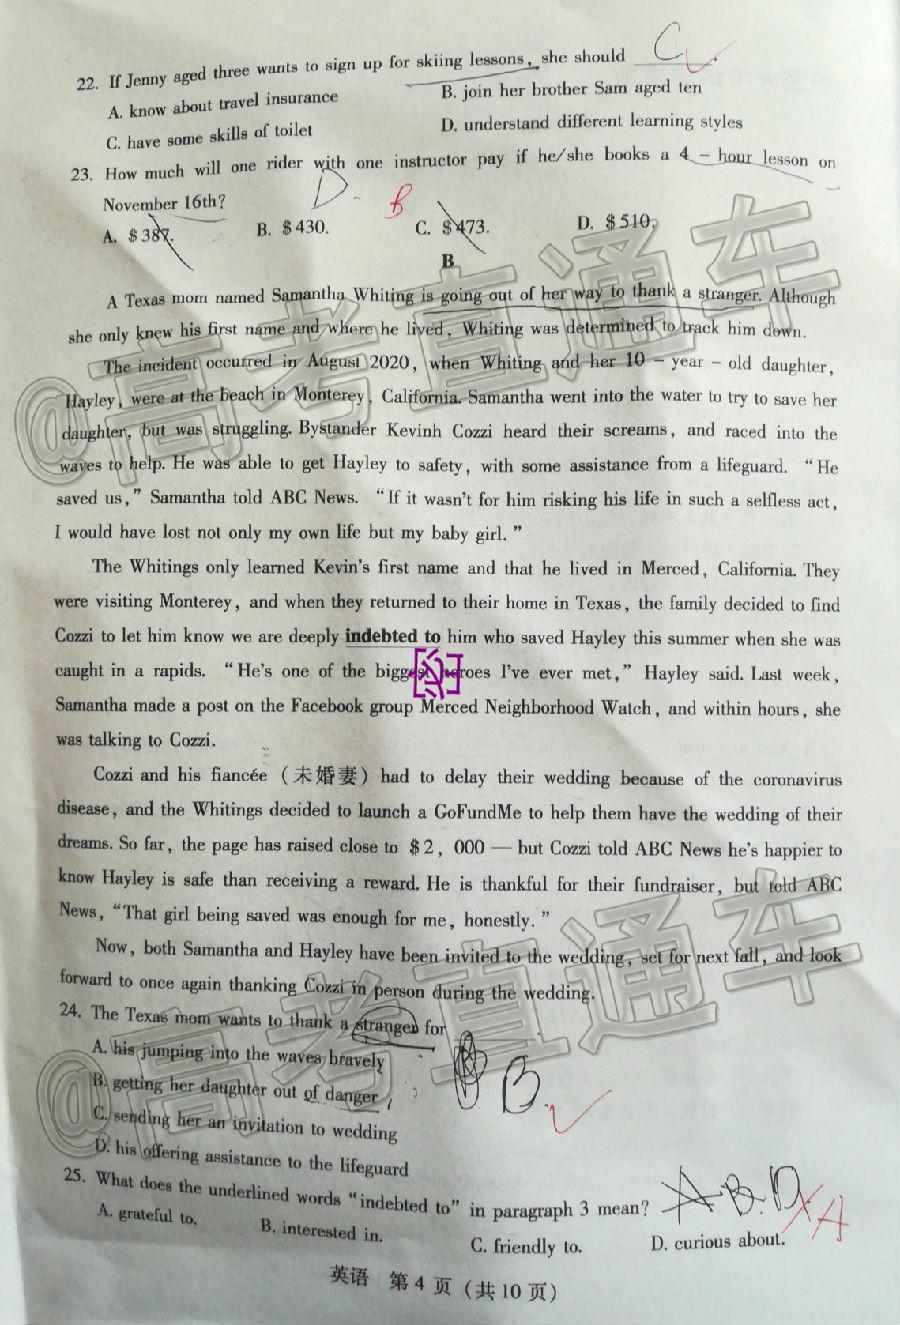 22. If Jenny aged three wants to sign up for skiing lessons, she should ______. C
A. know about travel insurance B. join her brother Sam aged ten
C. have some skills of toilet D. understand different learning styles
23. How much will one rider with one instructor pay if he/she books a 4 – hour lesson on
November 16th? D. B
A. $387. B. $430. C. $473. D. $510.
B
A Texas mom named Samantha Whiting is going out of her way to thank a stranger. Although
she only knew his first name and where he lived, Whiting was determined to track him down.
The incident occurred in August 2020, when Whiting and her 10 – year – old daughter,
Hayley, were at the beach in Monterey, California. Samantha went into the water to try to save her
daughter, but was struggling. Bystander Kevinh Cozzi heard their screams, and raced into the
waves to help. He was able to get Hayley to safety, with some assistance from a lifeguard. “He
saved us,” Samantha told ABC News. “If it wasn't for him risking his life in such a selfless act,
I would have lost not only my own life but my baby girl.”
The Whitings only learned Kevin's first name and that he lived in Merced, California. They
were visiting Monterey, and when they returned to their home in Texas, the family decided to find
Cozzi to let him know we are deeply indebted to him who saved Hayley this summer when she was
caught in a rapids. “He's one of the biggest heroes I've ever met,” Hayley said. Last week,
Samantha made a post on the Facebook group Merced Neighborhood Watch, and within hours, she
was talking to Cozzi.
Cozzi and his fiancée (未婚妻) had to delay their wedding because of the coronavirus
disease, and the Whitings decided to launch a GoFundMe to help them have the wedding of their
dreams. So far, the page has raised close to $2, 000 — but Cozzi told ABC News he's happier to
know Hayley is safe than receiving a reward. He is thankful for their fundraiser, but told ABC
News, “That girl being saved was enough for me, honestly.”
Now, both Samantha and Hayley have been invited to the wedding, set for next fall, and look
forward to once again thanking Cozzi in person during the wedding.
24. The Texas mom wants to thank a stranger for
A. his jumping into the waves bravely
B. getting her daughter out of danger B.
C. sending her an invitation to wedding
D. his offering assistance to the lifeguard
25. What does the underlined words “indebted to” in paragraph 3 mean? A B. D A
A. grateful to. B. interested in. C. friendly to. D. curious about.
英语 第 4 页 (共 10 页)
@高考直通车
@高考直通车